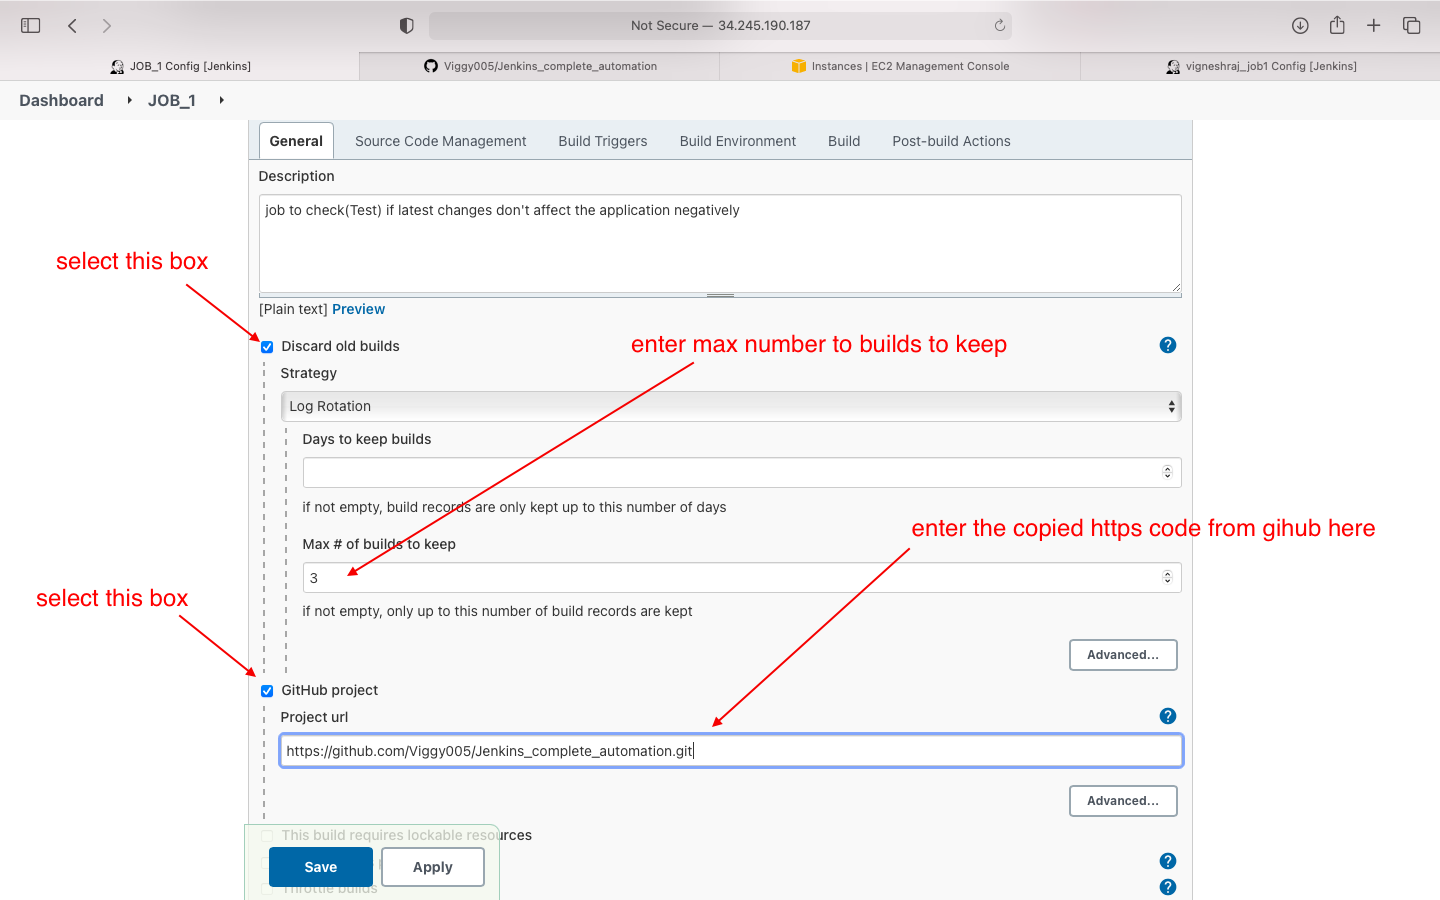 Not Secure — 34.245.190.187
JOB_1 Config [Jenkins]
Viggy005/Jenkins_complete_automation
Instances | EC2 Management Console
vigneshraj_job1 Config [Jenkins]
Dashboard
JOB_1
General
Source Code Management
Build Triggers
Build Environment
Build
Post-build Actions
Description
job to check(Test) if latest changes don't affect the application negatively
select this box
[Plain text] Preview
Discard old builds
enter max number to builds to keep
?
Strategy
Log Rotation
Days to keep builds
if not empty, build records are only kept up to this number of days
enter the copied https code from gihub here
Max # of builds to keep
3
select this box
if not empty, only up to this number of build records are kept
Advanced...
GitHub project
Project url
?
https://github.com/Viggy005/Jenkins_complete_automation.git
Advanced...
This build requires lockable resources
Save
Apply
?
Throttle builds
?